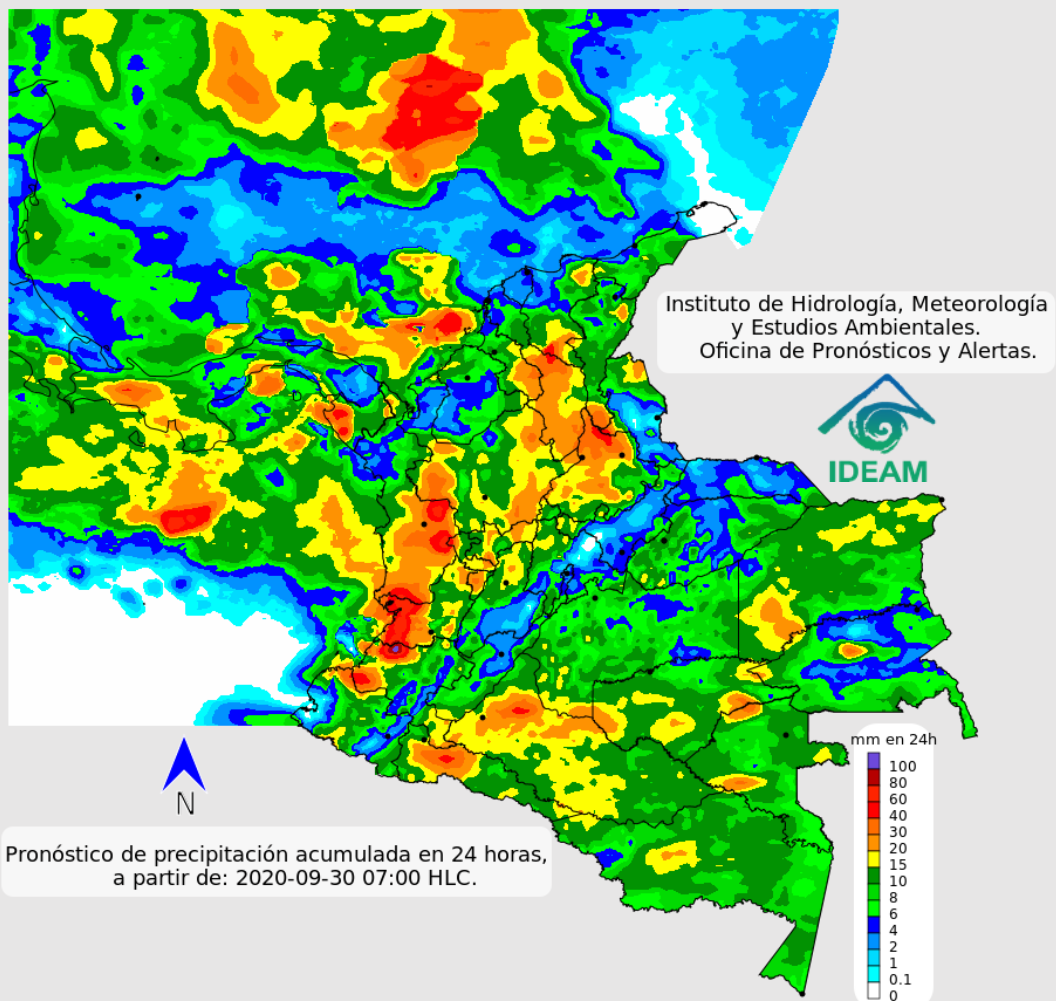 Instituto de Hidrología, Meteorología
y Estudios Ambientales.
Oficina de Pronósticos y Alertas.
IDEAM
N
Pronóstico de precipitación acumulada en 24 horas,
a partir de: 2020-09-30 07:00 HLC.
mm en 24h
100
80
60
40
30
20
15
10
8
6
4
2
1
0.1
0